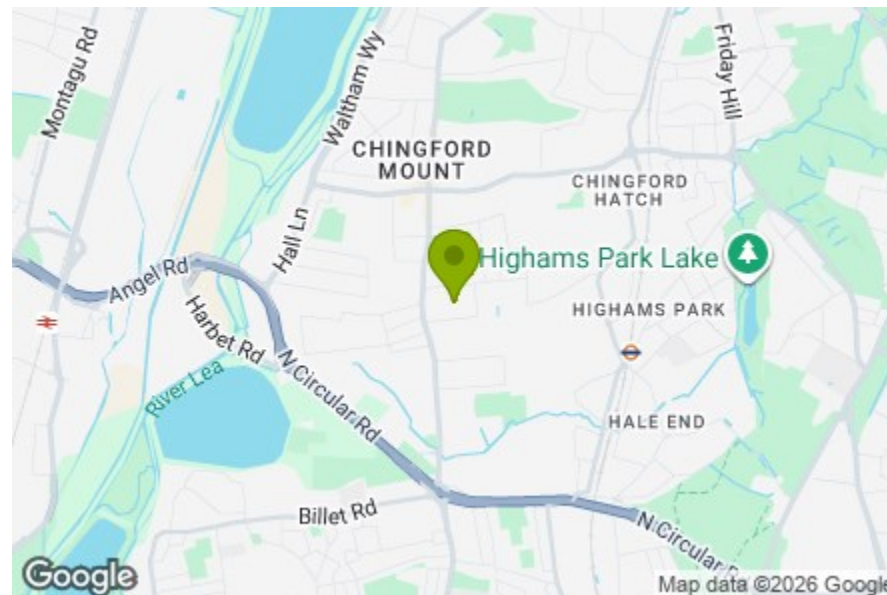 Montagu Rd
Waltham Wy
Friday Hill
CHINGFORD
MOUNT
CHINGFORD
HATCH
Hall Ln
Highams Park Lake
Angel Rd
HIGHAMS PARK
Harbet Rd
River Lea
N Circular Rd
HALE END
Billet Rd
N Circular R
Google
Map data ©2026 Google